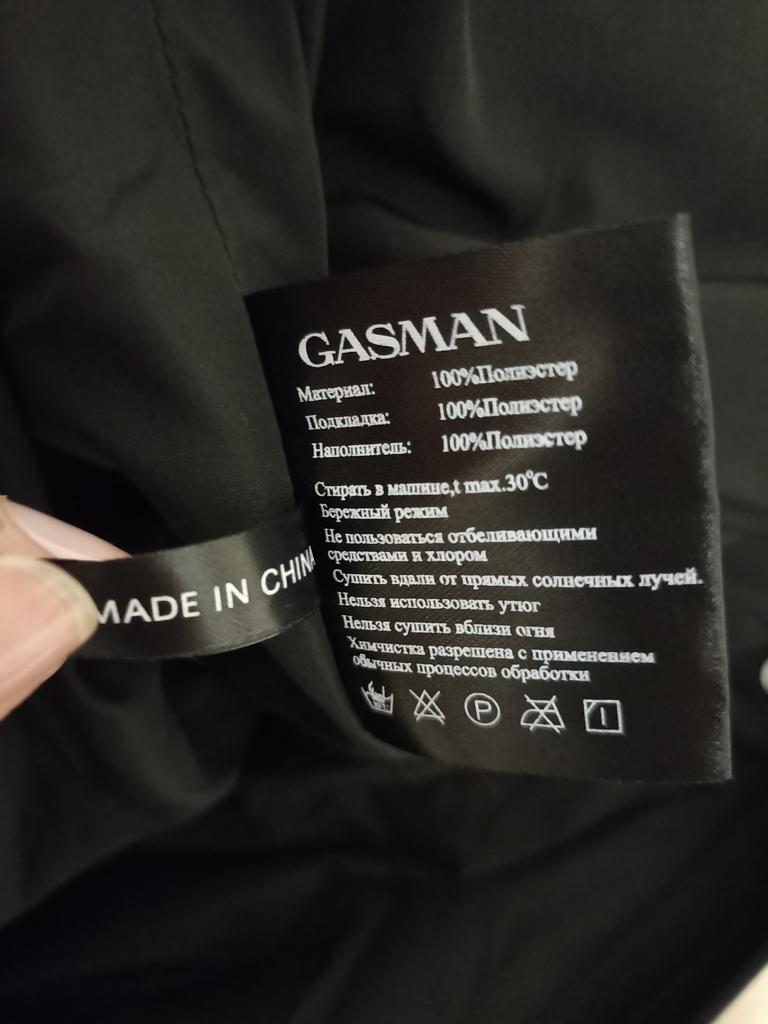 GASMAN
Материал: 100%Полиэстер
Подкладка: 100%Полиэстер
Наполнитель: 100%Полиэстер
Стирать в машине,t max.30°C
Бережный режим
Не пользоваться отбеливающими
средствами и хлором
Сушить вдали от прямых солнечных лучей.
Нельзя использовать утюг
Нельзя сушить вблизи огня
Химчистка разрешена с применением
обычных процессов обработки
P
MADE IN CHINA